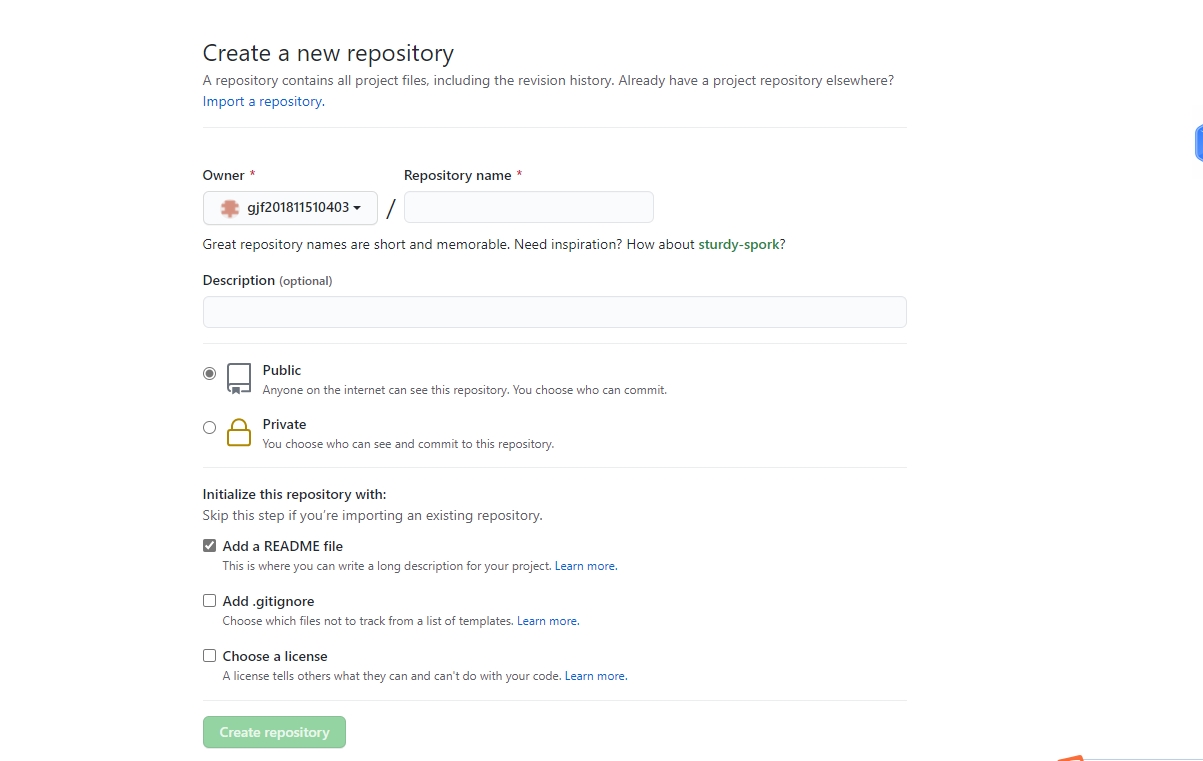 Create a new repository
A repository contains all project files, including the revision history. Already have a project repository elsewhere?
Import a repository.
Owner * Repository name *
gjf201811510403 /
Great repository names are short and memorable. Need inspiration? How about sturdy-spork?
Description (optional)
Public
Anyone on the internet can see this repository. You choose who can commit.
Private
You choose who can see and commit to this repository.
Initialize this repository with:
Skip this step if you’re importing an existing repository.
Add a README file
This is where you can write a long description for your project. Learn more.
Add .gitignore
Choose which files not to track from a list of templates. Learn more.
Choose a license
A license tells others what they can and can't do with your code. Learn more.
Create repository